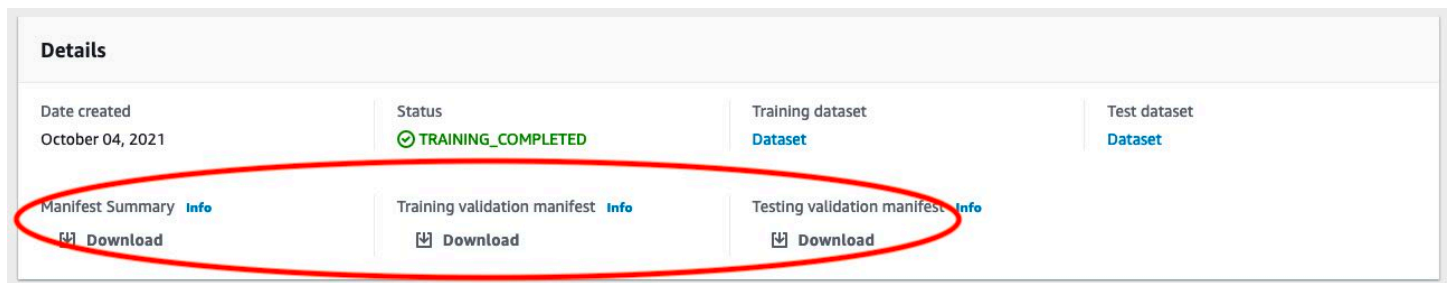 Details
Date created
October 04, 2021
Status
TRAINING_COMPLETED
Training dataset
Dataset
Test dataset
Dataset
Manifest Summary Info
Download
Training validation manifest Info
Download
Testing validation manifest Info
Download